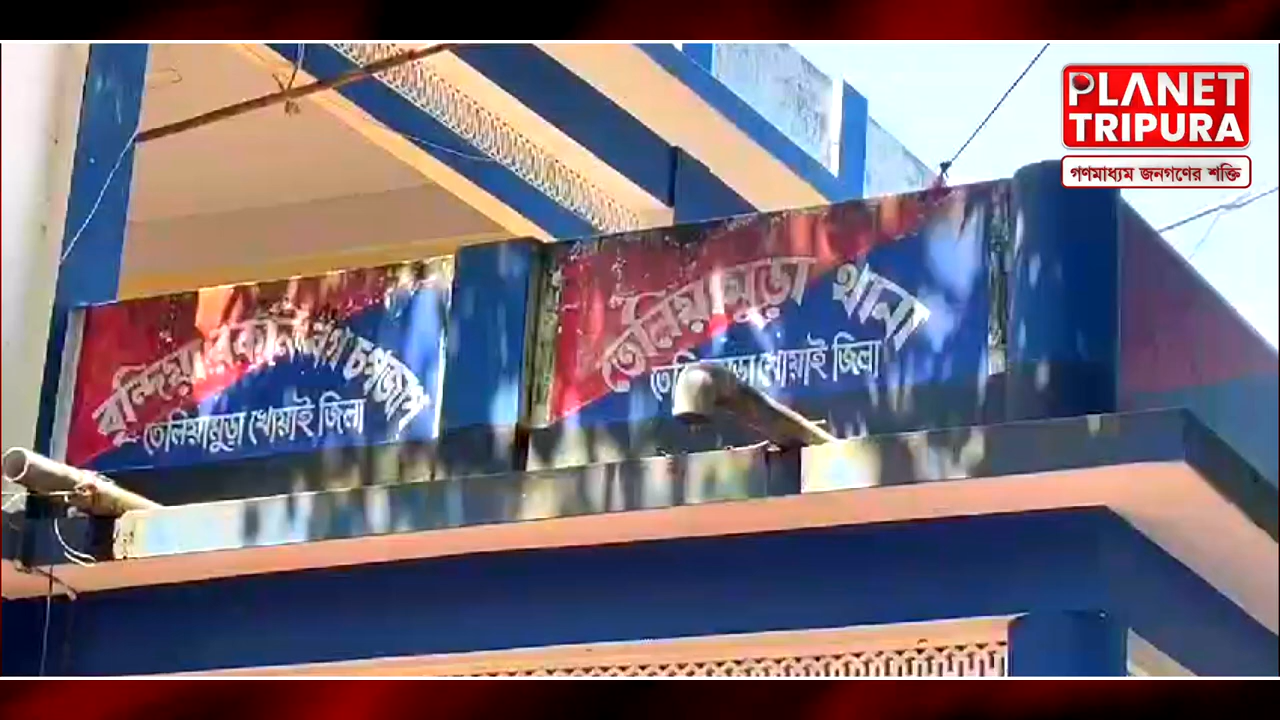 PLANET
TRIPURA
গণমাধ্যম জনগণের শক্তি
তেলিয়ামুড়া খোয়াই জিলা
তেলিয়ামুড়া থানা
খোয়াই জিলা